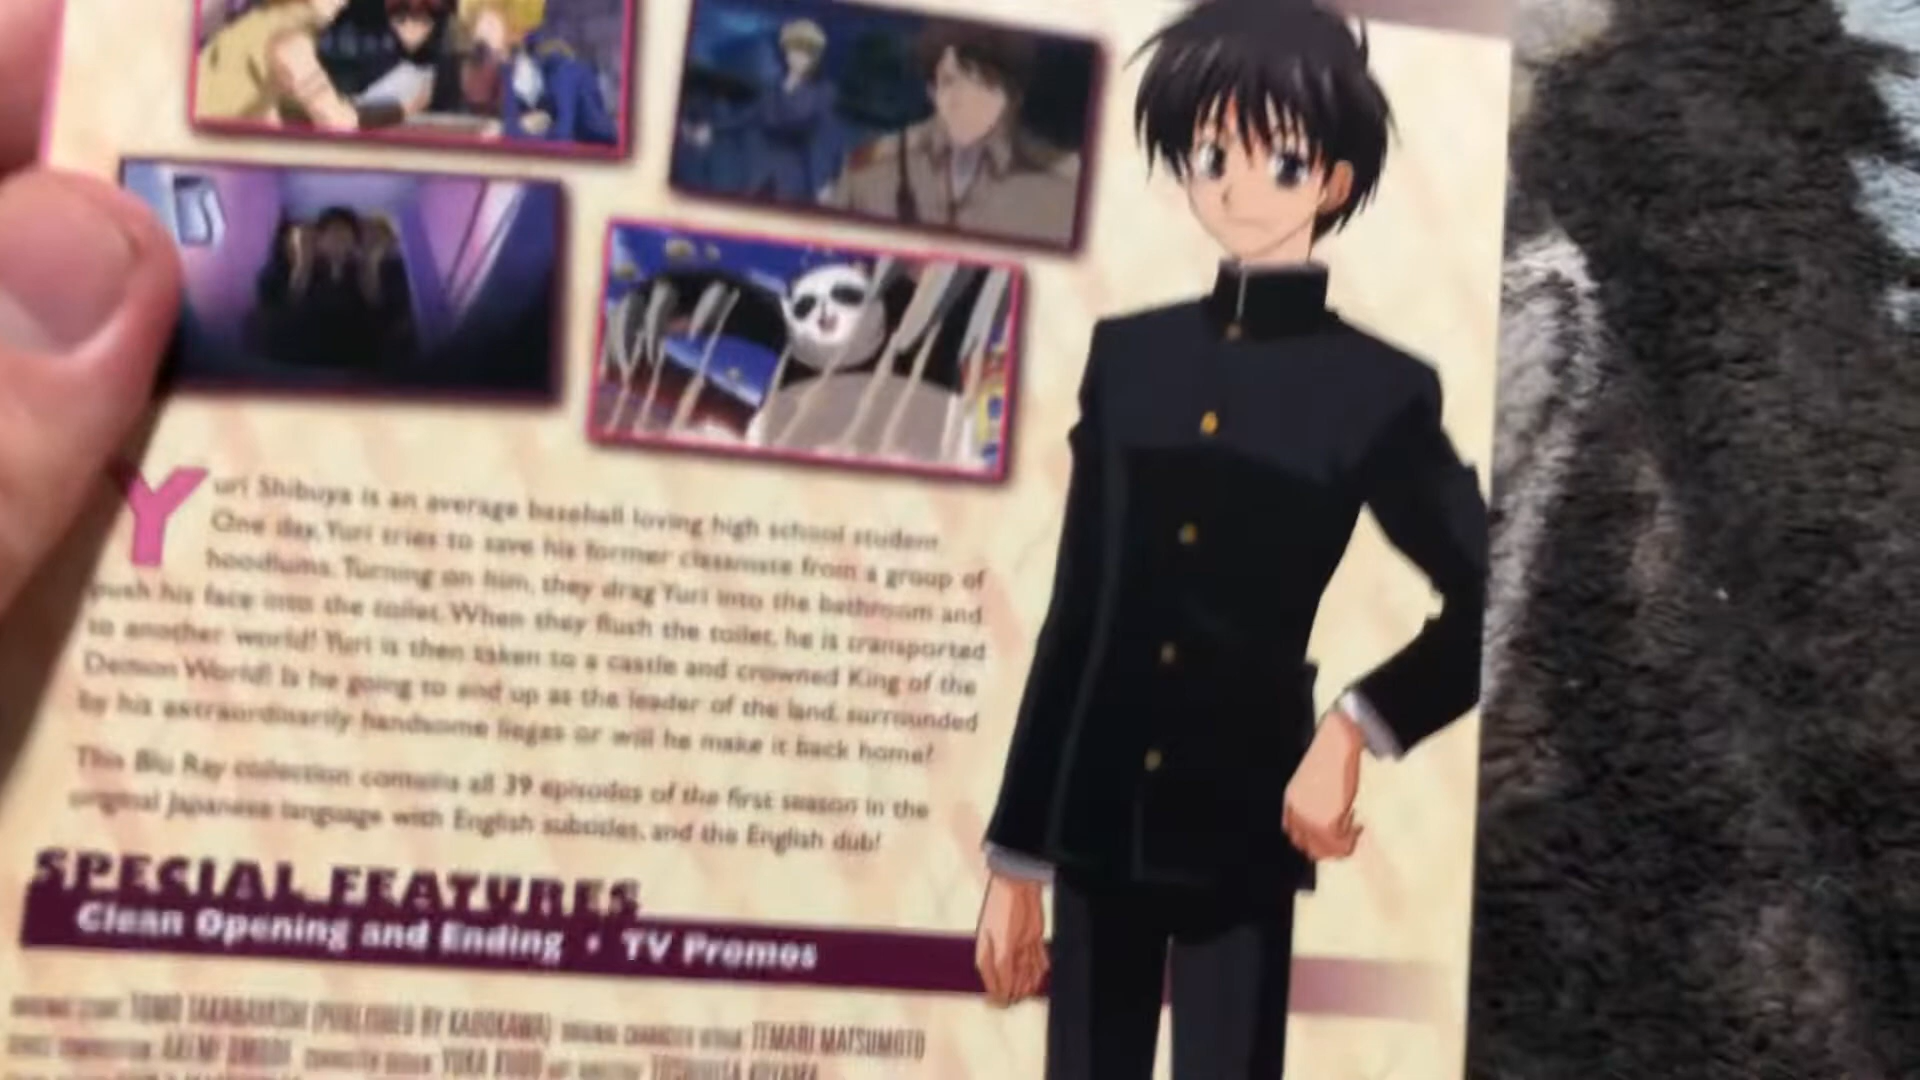 Yuri Shibuya is an average baseball loving high school student
One day, Yuri tries to save his former classmate from a group of
hoodlums. Turning on him, they drag Yuri into the bathroom and
push his face into the toilet. When they flush the toilet, he is transported
to another world! Yuri is then taken to a castle and crowned King of the
Demon World! Is he going to end up as the leader of the land, surrounded
by his extraordinarily handsome lieges or will he make it back home?
This Blu Ray collection contains all 39 episodes of the first season in the
original Japanese language with English subtitles, and the English dub!
SPECIAL FEATURES
Clean Opening and Ending • TV Promos
ORIGINAL STORY TOMO TAKABAYASHI (PUBLISHED BY KADOKAWA) ORIGINAL CHARACTER DESIGN TEMARI MATSUMOTO
YUKA KUDO